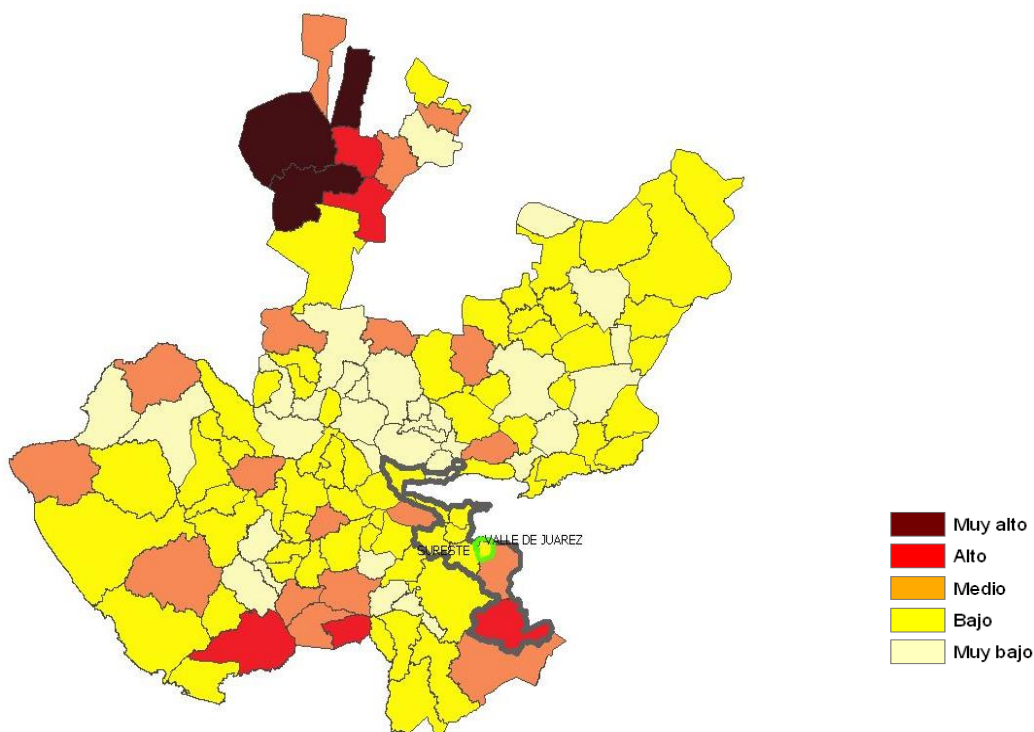 VALLE DE JUAREZ
SURESTE
Muy alto
Alto
Medio
Bajo
Muy bajo